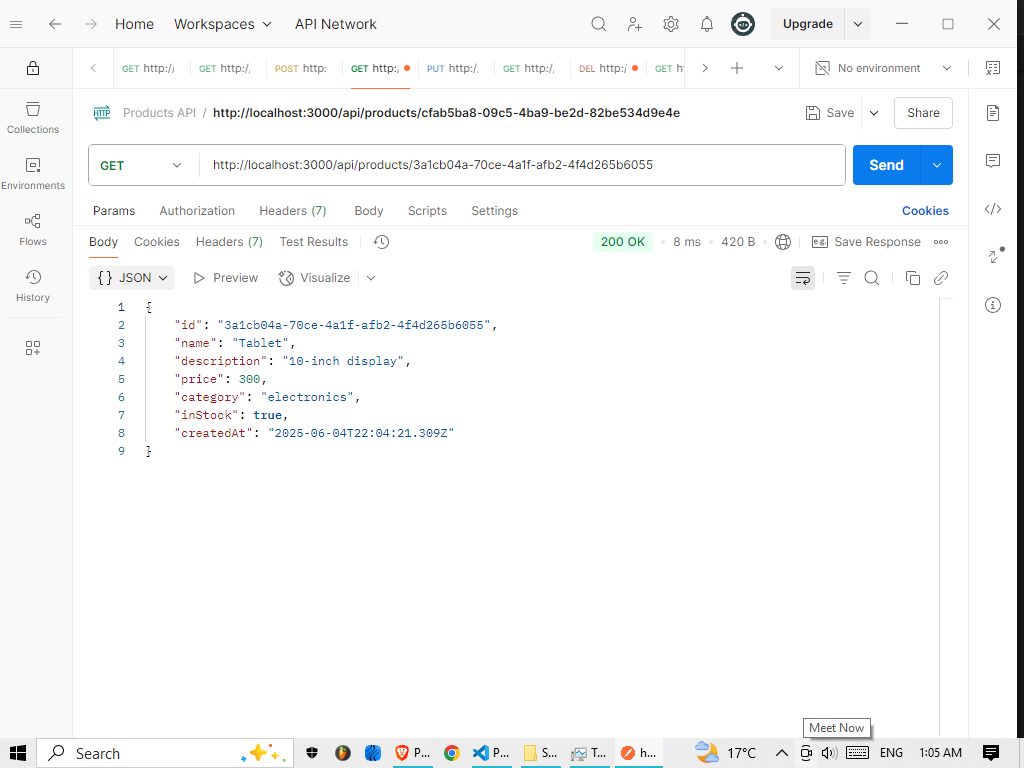 Home Workspaces API Network Upgrade
GET http:/ GET http:/ POST http: GET http:/ PUT http:/ GET http:/ DEL http:/ GET h No environment
HTTP Products API / http://localhost:3000/api/products/cfab5ba8-09c5-4ba9-be2d-82be534d9e4e Save Share
Collections
GET http://localhost:3000/api/products/3a1cb04a-70ce-4a1f-afb2-4f4d265b6055 Send
Environments
Params Authorization Headers (7) Body Scripts Settings Cookies
Flows
Body Cookies Headers (7) Test Results 200 OK 8 ms 420 B e.g. Save Response
{} JSON Preview Visualize
History
1 {
2 "id": "3a1cb04a-70ce-4a1f-afb2-4f4d265b6055",
3 "name": "Tablet",
4 "description": "10-inch display",
5 "price": 300,
6 "category": "electronics",
7 "inStock": true,
8 "createdAt": "2025-06-04T22:04:21.309Z"
9 }
Meet Now
Search P... P... S... T... h... 17°C ENG 1:05 AM